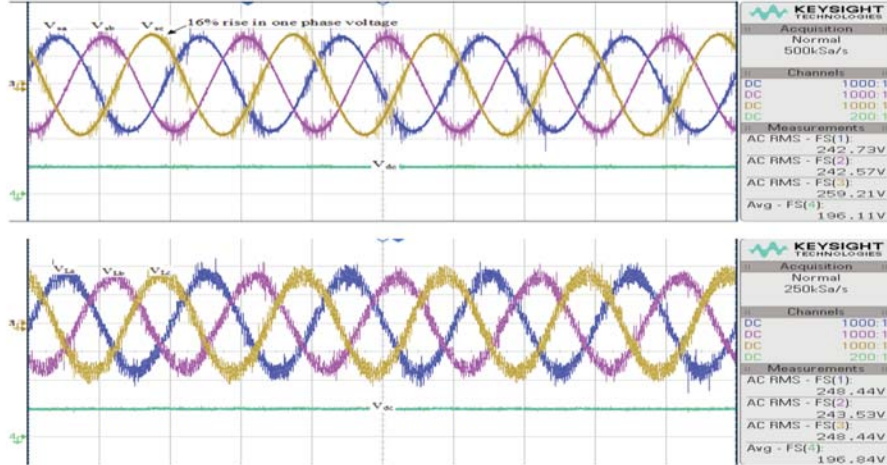 Vsa Vsb Vsc 16% rise in one phase voltage
Vdc
KEYSIGHT
TECHNOLOGIES
Acquisition
Normal
500kSa/s
Channels
DC 1000:1
DC 1000:1
DC 1000:1
DC 200:1
Measurements
AC RMS - FS(1):
242.73V
AC RMS - FS(2):
242.57V
AC RMS - FS(3):
259.21V
Avg - FS(4):
196.11V
VLa VLb VLc
Vdc
KEYSIGHT
TECHNOLOGIES
Acquisition
Normal
250kSa/s
Channels
DC 1000:1
DC 1000:1
DC 1000:1
DC 200:1
Measurements
AC RMS - FS(1):
248.44V
AC RMS - FS(2):
243.53V
AC RMS - FS(3):
248.44V
Avg - FS(4):
196.84V